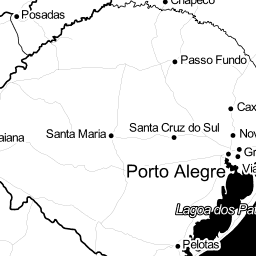 Chapecó
Posadas
Passo Fundo
Cax
Santa Cruz do Sul
Santa Maria
Nov
aiana
Gr
Porto Alegre
Viã
Lagoa dos Pat
Pelotas